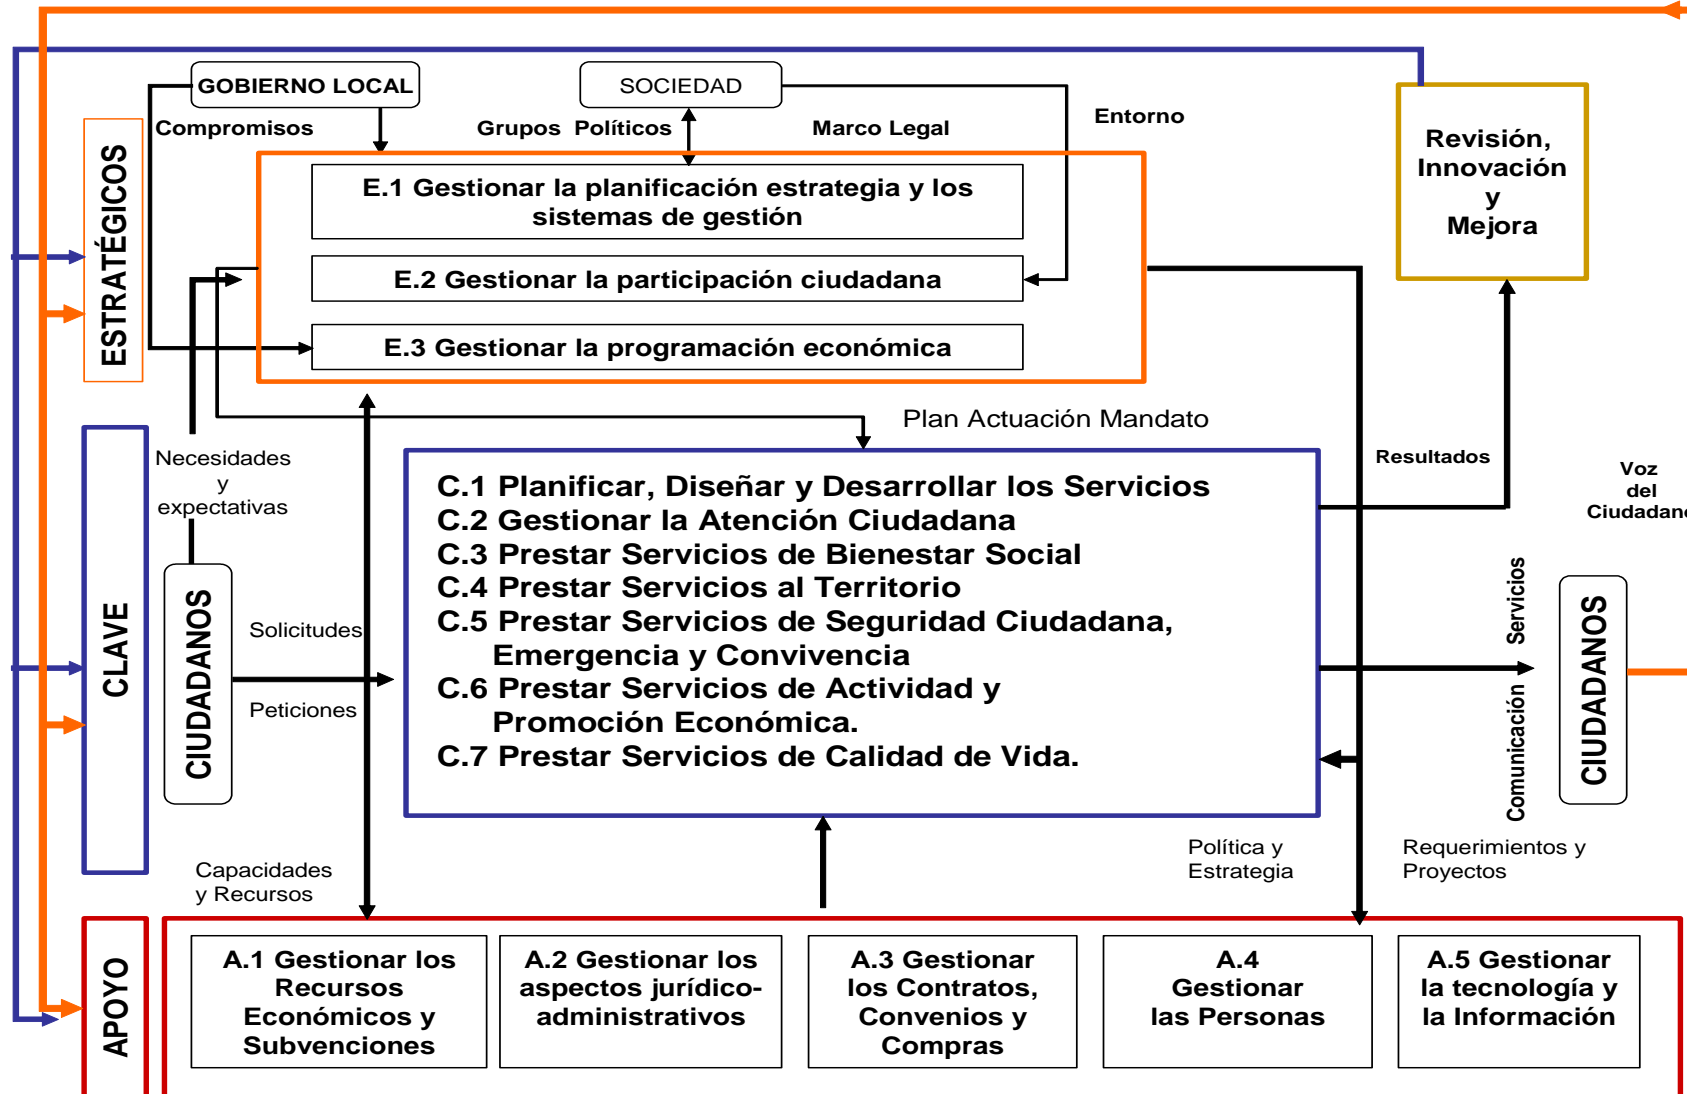 GOBIERNO LOCAL
SOCIEDAD
Compromisos
Grupos Políticos
Marco Legal
Entorno
Revisión,
Innovación
y
Mejora
ESTRATÉGICOS
E.1 Gestionar la planificación estrategia y los
sistemas de gestión
E.2 Gestionar la participación ciudadana
E.3 Gestionar la programación económica
Plan Actuación Mandato
Necesidades
y
expectativas
Resultados
Voz
del
Ciudadano
CLAVE
CIUDADANOS
Solicitudes
Peticiones
C.1 Planificar, Diseñar y Desarrollar los Servicios
C.2 Gestionar la Atención Ciudadana
C.3 Prestar Servicios de Bienestar Social
C.4 Prestar Servicios al Territorio
C.5 Prestar Servicios de Seguridad Ciudadana,
Emergencia y Convivencia
C.6 Prestar Servicios de Actividad y
Promoción Económica.
C.7 Prestar Servicios de Calidad de Vida.
Comunicación Servicios
CIUDADANOS
Capacidades
y Recursos
Política y
Estrategia
Requerimientos y
Proyectos
APOYO
A.1 Gestionar los
Recursos
Económicos y
Subvenciones
A.2 Gestionar los
aspectos jurídico-
administrativos
A.3 Gestionar
los Contratos,
Convenios y
Compras
A.4
Gestionar
las Personas
A.5 Gestionar
la tecnología y
la Información